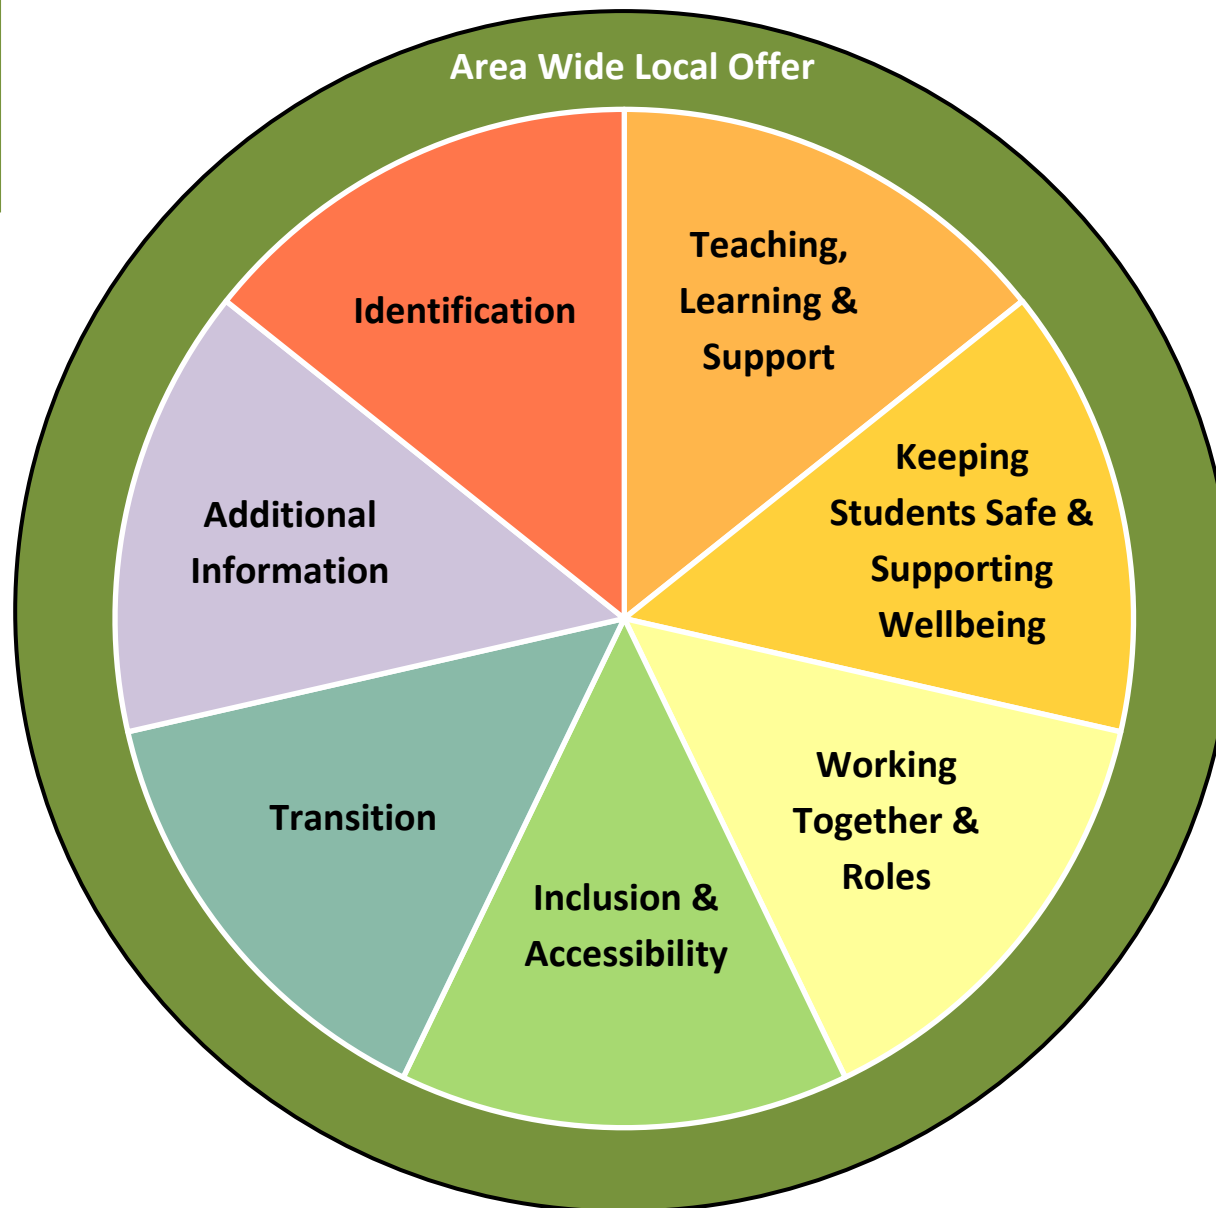 Area Wide Local Offer
Identification
Teaching,
Learning &
Support
Keeping
Students Safe &
Supporting
Wellbeing
Working
Together &
Roles
Inclusion &
Accessibility
Transition
Additional
Information